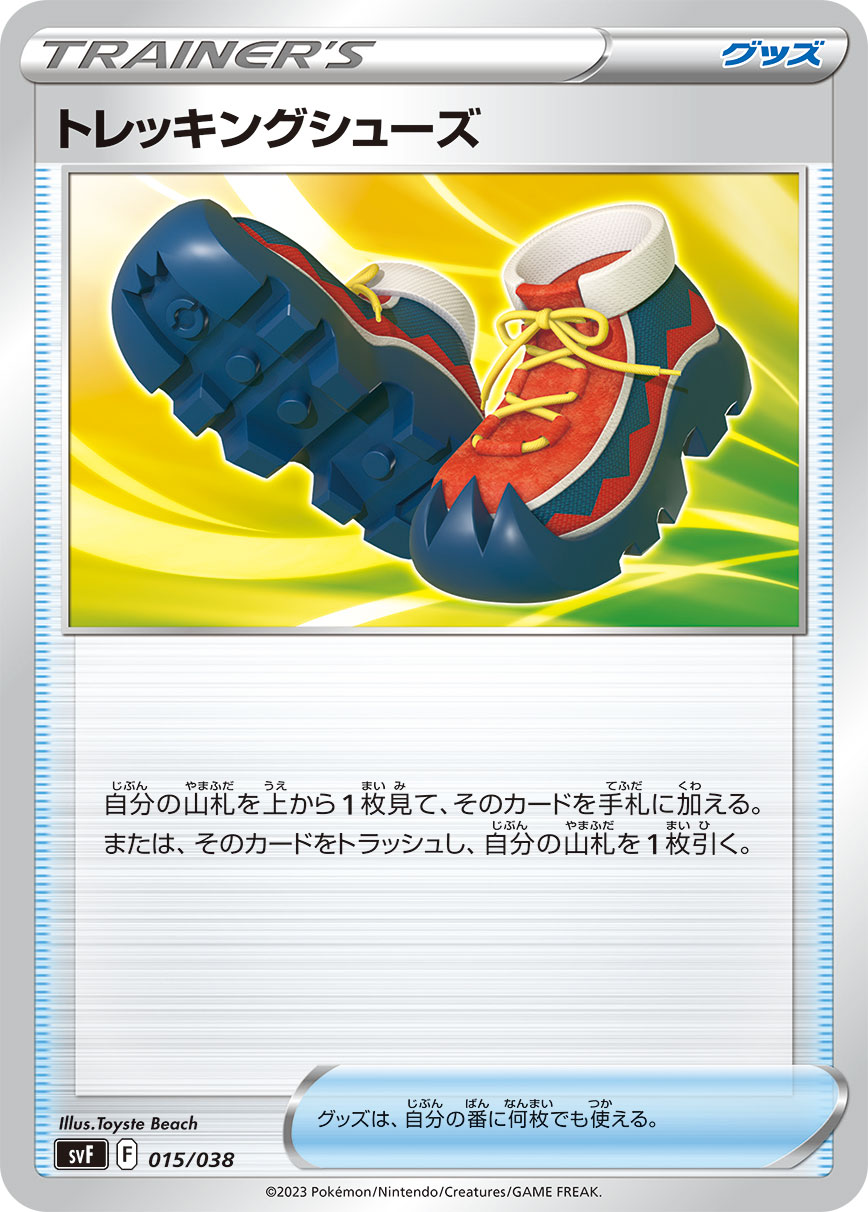 TRAINER'S
グッズ
トレッキングシューズ
自分の山札を上から1枚見て、そのカードを手札に加える。
または、そのカードをトラッシュし、自分の山札を1枚引く。
グッズは、自分の番に何枚でも使える。
Illus.Toyste Beach
svF F 015/038
©2023 Pokémon/Nintendo/Creatures/GAME FREAK.